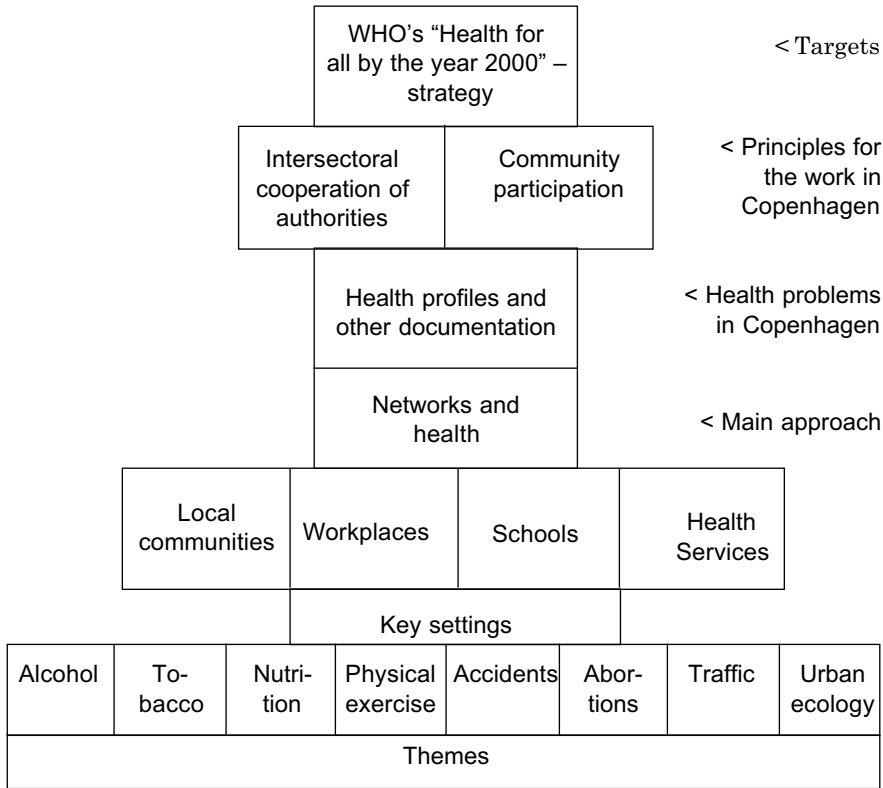 WHO's “Health for
all by the year 2000” –
strategy
< Targets
Intersectoral
cooperation of
authorities
Community
participation
< Principles for
the work in
Copenhagen
Health profiles and
other documentation
< Health problems
in Copenhagen
Networks and
health
< Main approach
Local
communities
Workplaces
Schools
Health
Services
Key settings
Alcohol
To-
bacco
Nutri-
tion
Physical
exercise
Accidents
Abor-
tions
Traffic
Urban
ecology
Themes